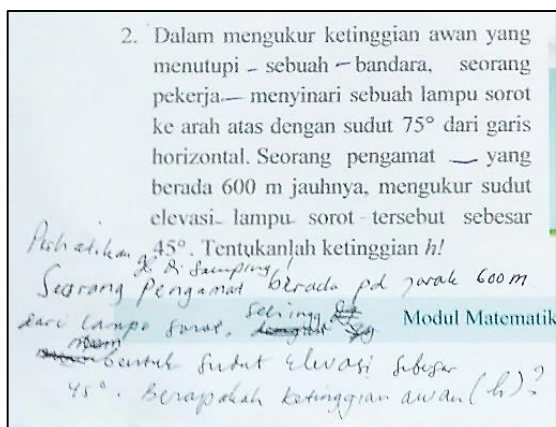 2. Dalam mengukur ketinggian awan yang
menutupi sebuah bandara, seorang
pekerja menyinari sebuah lampu sorot
ke arah atas dengan sudut 75° dari garis
horizontal. Seorang pengamat yang
berada 600 m jauhnya, mengukur sudut
elevasi lampu sorot tersebut sebesar
45°. Tentukanlah ketinggian h!
Perhatikan di samping!
Seorang pengamat berada pd jarak 600 m
dari lampu sorot, sehingga
Modul Matematik
membentuk sudut elevasi sebesar
45°. Berapakah ketinggian awan (h)?